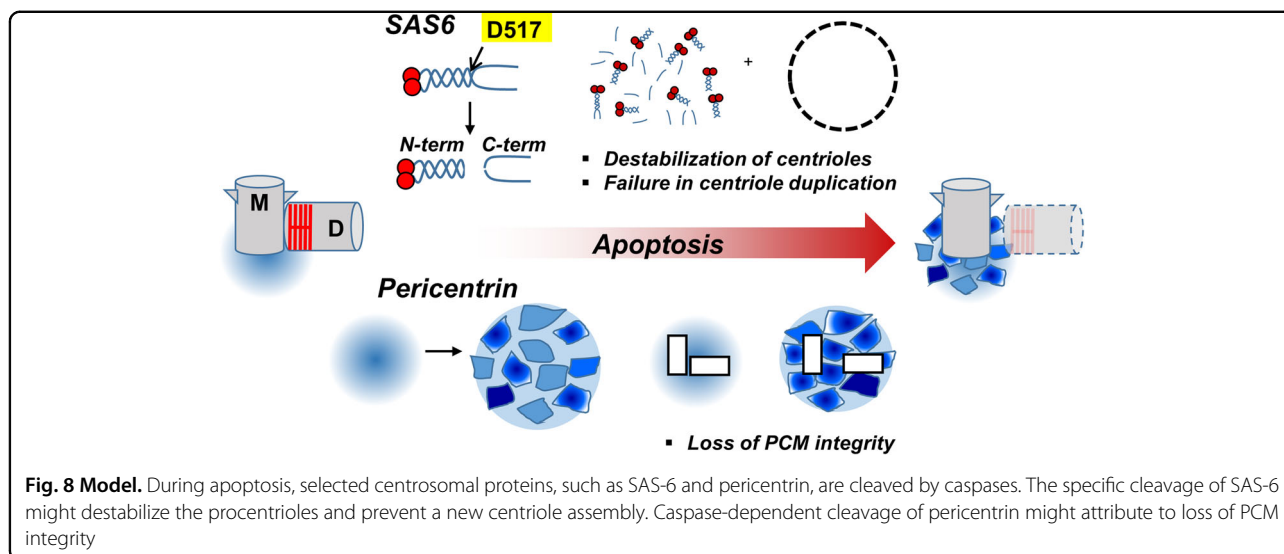 SAS6
D517
+
N-term C-term
▪ Destabilization of centrioles
▪ Failure in centriole duplication
M
D
Apoptosis
Pericentrin
▪ Loss of PCM integrity
Fig. 8 Model. During apoptosis, selected centrosomal proteins, such as SAS-6 and pericentrin, are cleaved by caspases. The specific cleavage of SAS-6
might destabilize the procentrioles and prevent a new centriole assembly. Caspase-dependent cleavage of pericentrin might attribute to loss of PCM
integrity
M